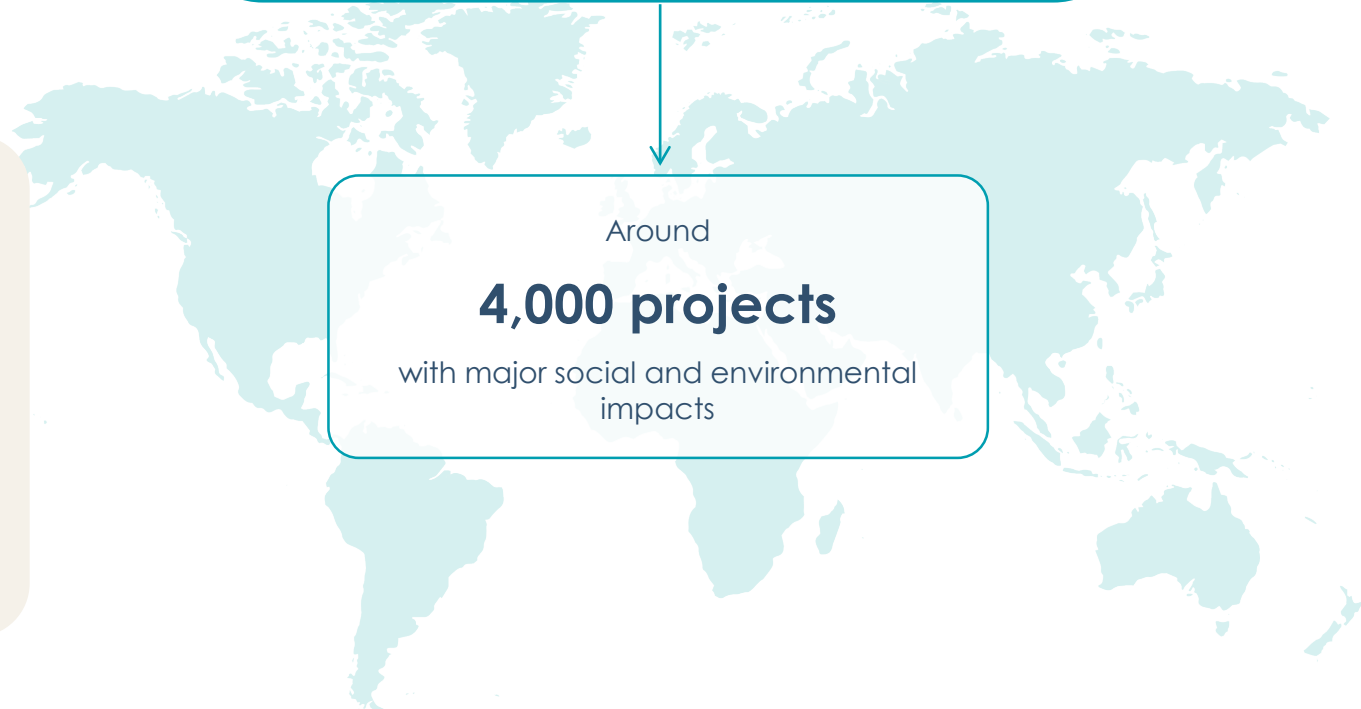 Around
4,000 projects
with major social and environmental
impacts